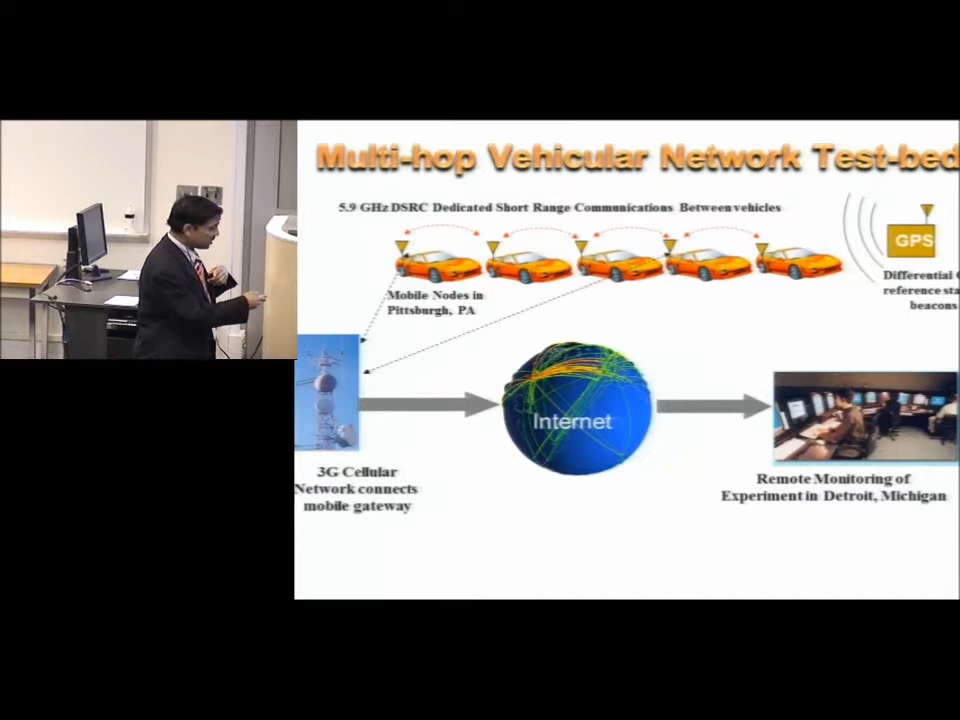 Multi-hop Vehicular Network Test-bed
5.9 GHz DSRC Dedicated Short Range Communications Between vehicles
GPS
Differential
reference
beacons
Mobile Nodes in
Pittsburgh, PA
Internet
3G Cellular
Network connects
mobile gateway
Remote Monitoring of
Experiment in Detroit, Michigan